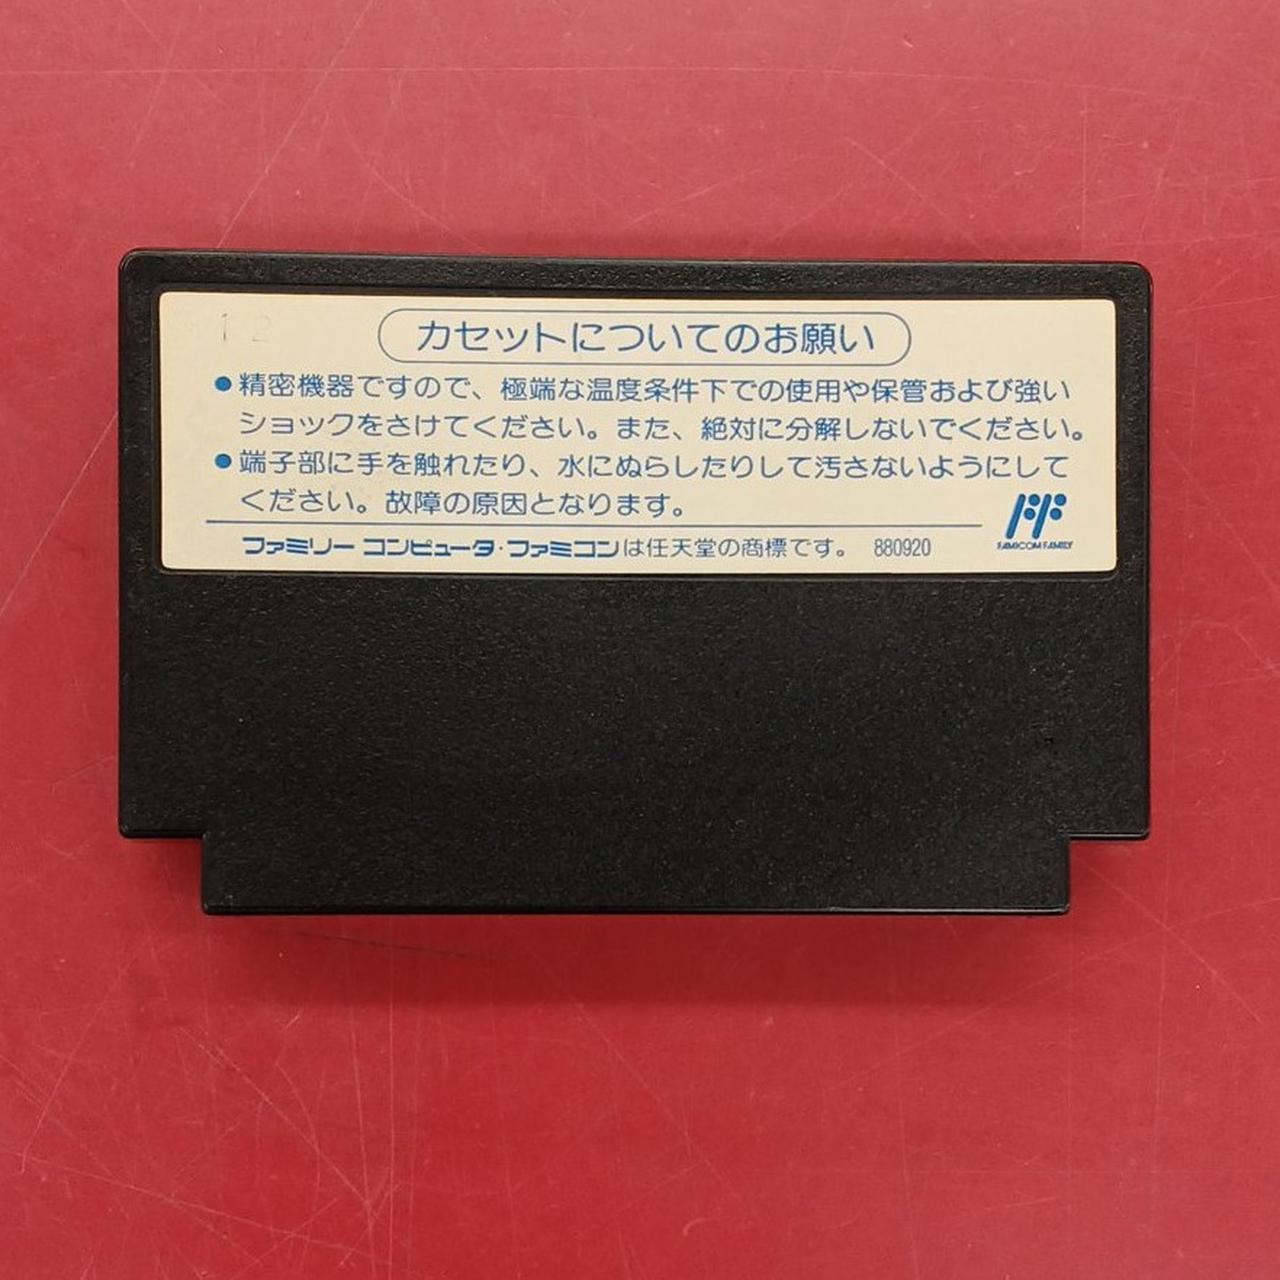 12
カセットについてのお願い
●精密機器ですので、極端な温度条件下での使用や保管および強い
ショックをさけてください。また、絶対に分解しないでください。
●端子部に手を触れたり、水にぬらしたりして汚さないようにして
ください。故障の原因となります。
FF
FAMICOM FAMILY
ファミリーコンピュータ・ファミコンは任天堂の商標です。 880920